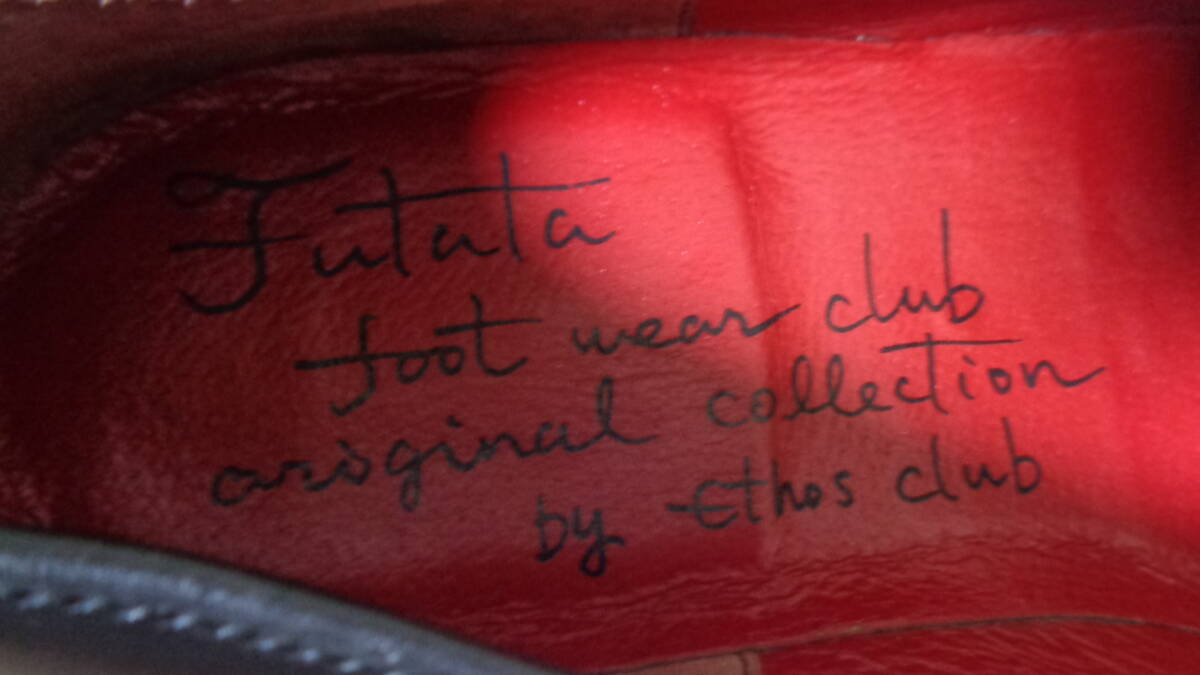 Futata
foot wear club
original collection
by Ethos club